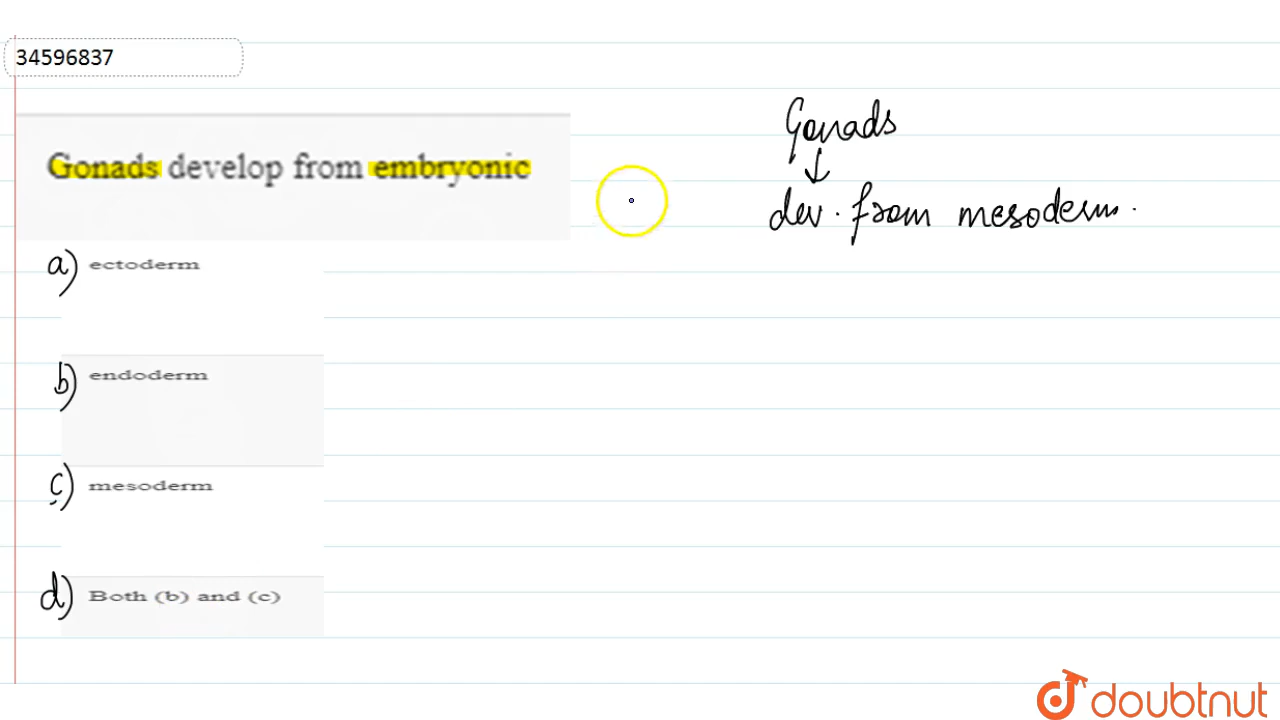 34596837
Gonads
Gonads develop from embryonic
↓
dev. from mesoderm.
a) ectoderm
b) endoderm
c) mesoderm
d) Both (b) and (c)
doubtnut